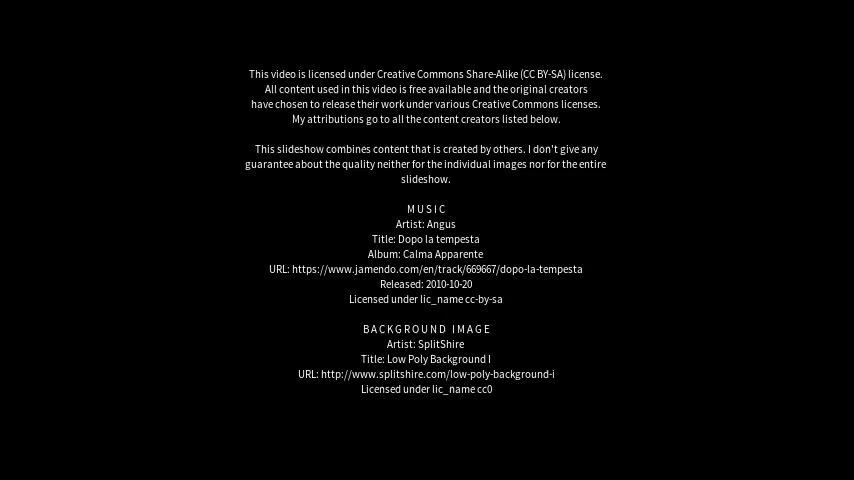 This video is licensed under Creative Commons Share-Alike (CC BY-SA) license.
All content used in this video is free available and the original creators
have chosen to release their work under various Creative Commons licenses.
My attributions go to all the content creators listed below.
This slideshow combines content that is created by others. I don't give any
guarantee about the quality neither for the individual images nor for the entire
slideshow.
MUSIC
Artist: Angus
Title: Dopo la tempesta
Album: Calma Apparente
URL: https://www.jamendo.com/en/track/669667/dopo-la-tempesta
Released: 2010-10-20
Licensed under lic_name cc-by-sa
BACKGROUND IMAGE
Artist: SplitShire
Title: Low Poly Background I
URL: http://www.splitshire.com/low-poly-background-i
Licensed under lic_name cc0